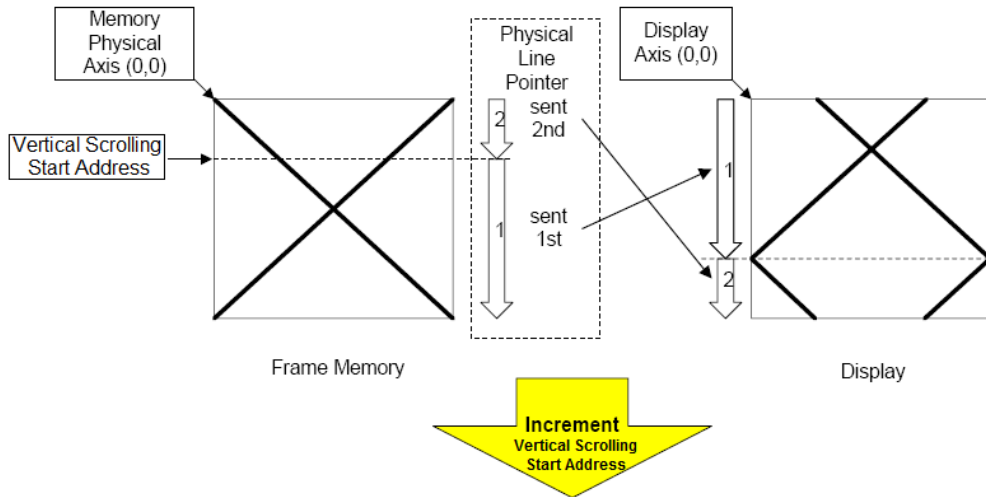 Memory
Physical
Axis (0,0)
Physical
Line
Pointer
Display
Axis (0,0)
Vertical Scrolling
Start Address
2
sent
2nd
1
sent
1st
1
2
Frame Memory
Display
Increment
Vertical Scrolling
Start Address